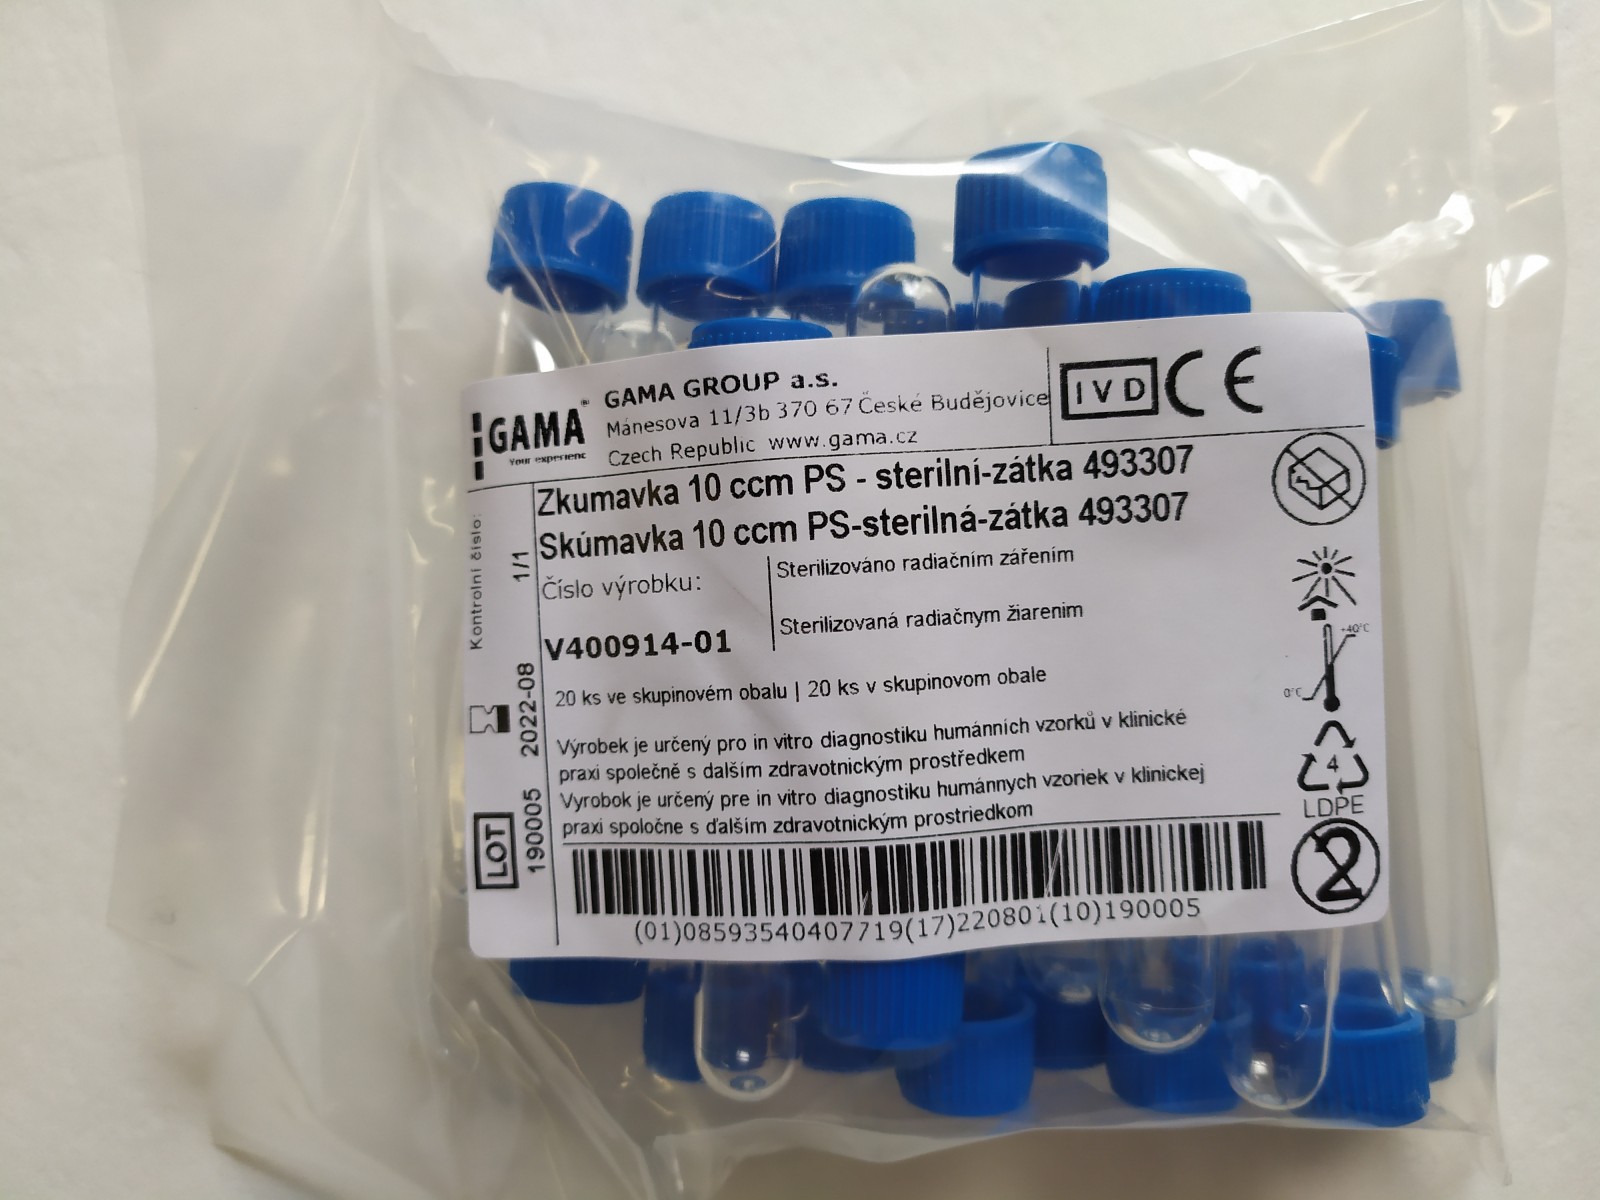 GAMA
Your experienc
GAMA GROUP a.s.
Mánesova 11/3b 370 67 České Budějovice
Czech Republic www.gama.cz
IVD CE
Zkumavka 10 ccm PS - sterilní-zátka 493307
Skúmavka 10 ccm PS-sterilná-zátka 493307
Číslo výrobku:
V400914-01
Sterilizováno radiačním zářením
Sterilizovaná radiačnym žiarenim
20 ks ve skupinovém obalu | 20 ks v skupinovom obale
Výrobek je určený pro in vitro diagnostiku humánních vzorků v klinické
praxi společně s dalším zdravotnickým prostředkem
Vyrobok je určený pre in vitro diagnostiku humánnych vzoriek v klinickej
praxi spoločne s ďalším zdravotnickým prostriedkom
(01)08593540407719(17)220801(10)190005
Kontrolní číslo:
1/1
2022-08
LOT
190005
+40°C
0°C
4
LDPE
2